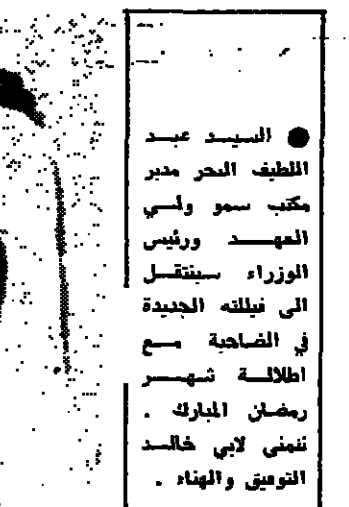 ● السيد عبد
اللطيف البحر مدير
مكتب سمو ولي
العهد ورئيس
الوزراء سينتقل
الى فيللته الجديدة
في الضاحية مع
اطلالة شهر
رمضان المبارك .
نتمنى لابي خالد
التوفيق والهناء .